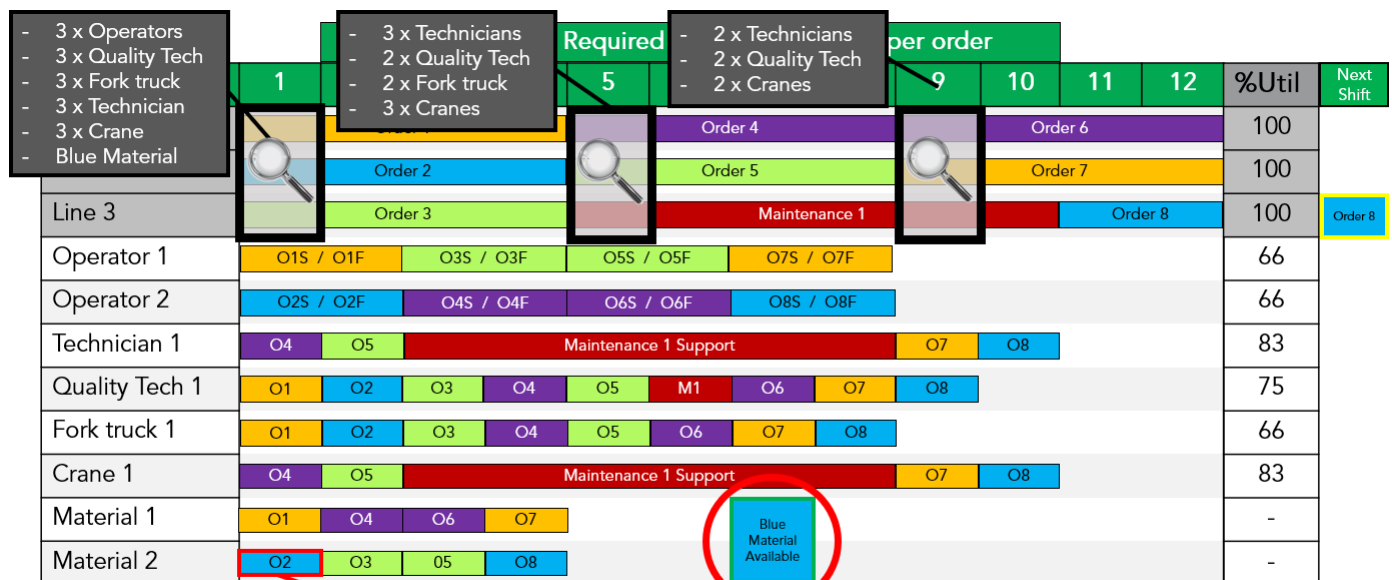 - 3 x Operators
- 3 x Quality Tech
- 3 x Fork truck
- 3 x Technician
- 3 x Crane
- Blue Material
- 3 x Technicians
- 2 x Quality Tech
- 2 x Fork truck
- 3 x Cranes
- 2 x Technicians
- 2 x Quality Tech
- 2 x Cranes
Required per order
1 5 9 10 11 12 %Util Next Shift
Order 4 Order 6 100
Order 2 Order 5 Order 7 100
Line 3 Order 3 Maintenance 1 Order 8 100 Order 8
Operator 1 O1S / O1F O3S / O3F O5S / O5F O7S / O7F 66
Operator 2 O2S / O2F O4S / O4F O6S / O6F O8S / O8F 66
Technician 1 O4 O5 Maintenance 1 Support O7 O8 83
Quality Tech 1 O1 O2 O3 O4 O5 M1 O6 O7 O8 75
Fork truck 1 O1 O2 O3 O4 O5 O6 O7 O8 66
Crane 1 O4 O5 Maintenance 1 Support O7 O8 83
Material 1 O1 O4 O6 O7 -
Blue
Material
Available
Material 2 O2 O3 05 O8 -